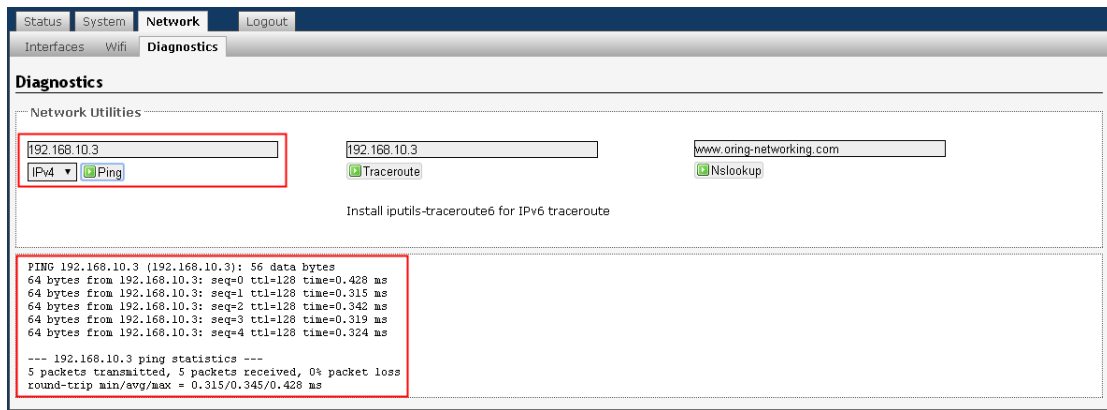 Status System Network Logout
Interfaces Wifi Diagnostics
Diagnostics
Network Utilities
192.168.10.3 192.168.10.3 www.oring-networking.com
IPv4 Ping Traceroute Nslookup
Install iputils-traceroute6 for IPv6 traceroute
PING 192.168.10.3 (192.168.10.3): 56 data bytes
64 bytes from 192.168.10.3: seq=0 ttl=128 time=0.428 ms
64 bytes from 192.168.10.3: seq=1 ttl=128 time=0.315 ms
64 bytes from 192.168.10.3: seq=2 ttl=128 time=0.342 ms
64 bytes from 192.168.10.3: seq=3 ttl=128 time=0.319 ms
64 bytes from 192.168.10.3: seq=4 ttl=128 time=0.324 ms
--- 192.168.10.3 ping statistics ---
5 packets transmitted, 5 packets received, 0% packet loss
round-trip min/avg/max = 0.315/0.345/0.428 ms